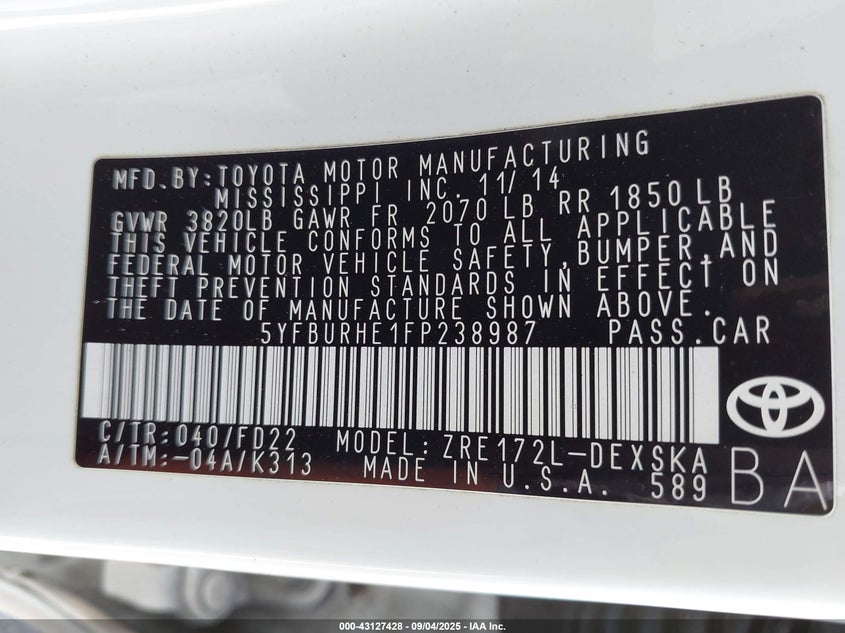 MFD.BY:TOYOTA MOTOR MANUFACTURING
MISSISSIPPI INC. 11/14
GVWR 3820LB GAWR FR 2070 LB RR 1850LB
THIS VEHICLE CONFORMS TO ALL APPLICABLE
FEDERAL MOTOR VEHICLE SAFETY,BUMPER,AND
THEFT PREVENTION STANDARDS IN EFFECT ON
THE DATE OF MANUFACTURE SHOWN ABOVE.
5YFBURHE1FP238987 PASS.CAR
C/TR:040/FD22 MODEL:ZRE172L-DEXSKA
A/TM:-04A/K313 MADE IN U.S.A. 589
BA
000-43127428 - 09/04/2025 - IAA Inc.